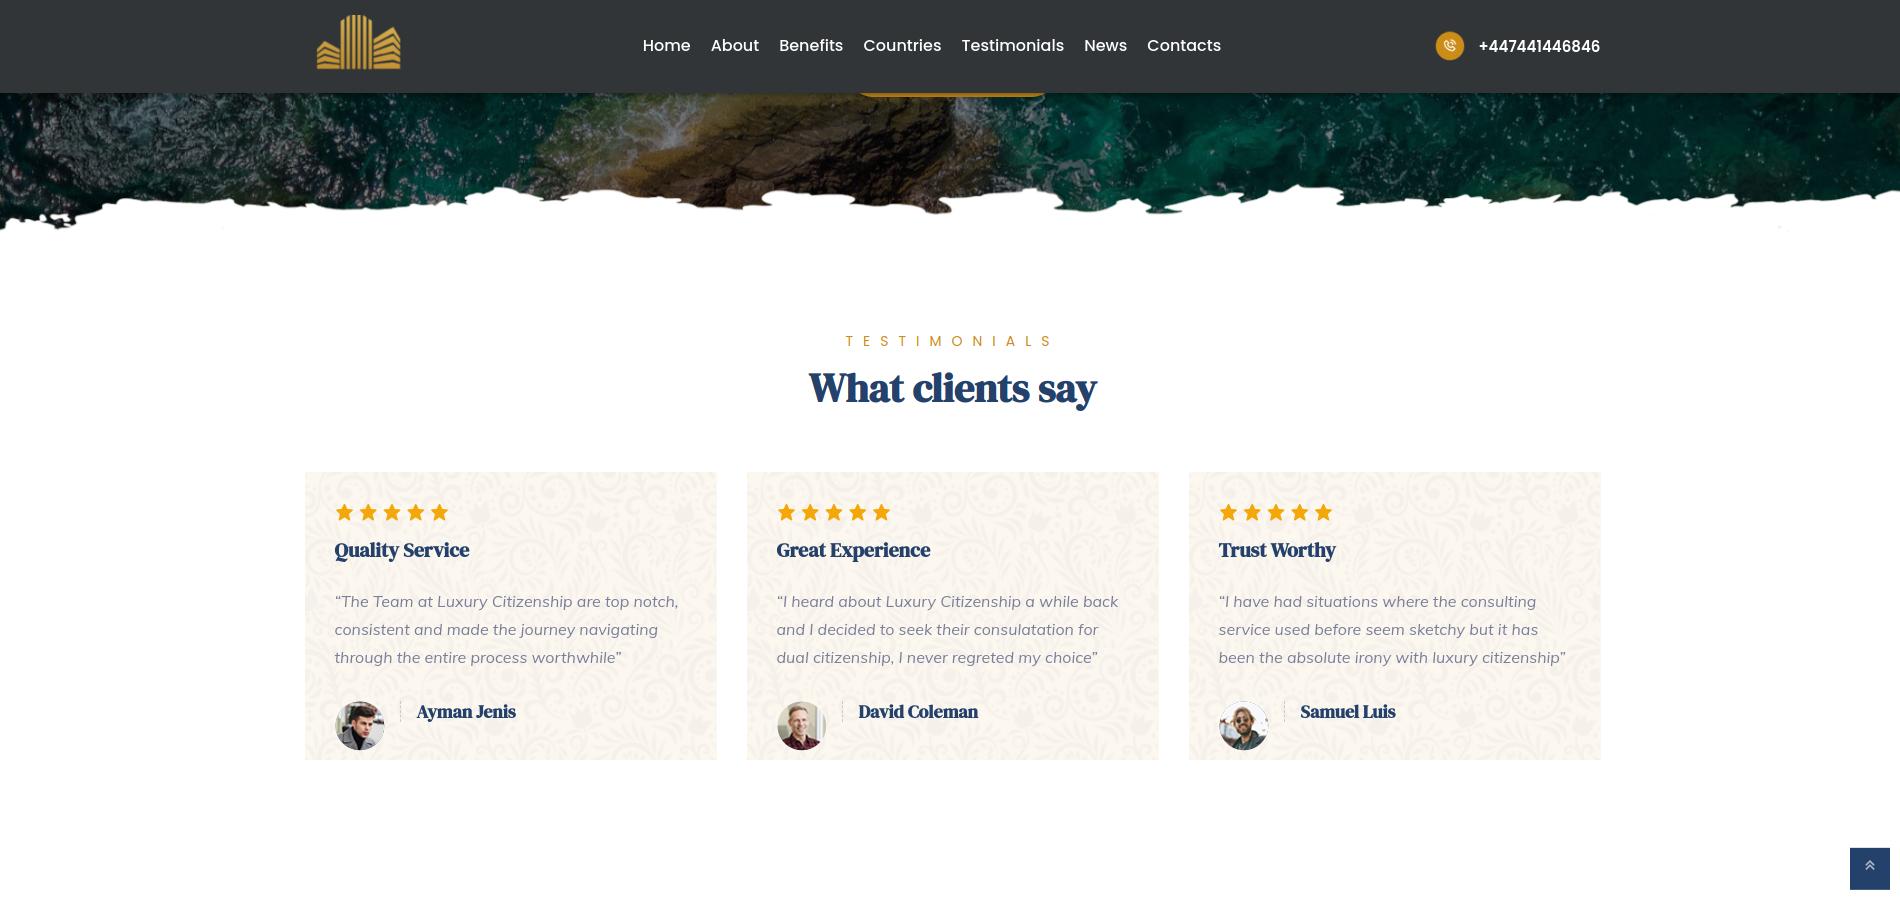 Home About Benefits Countries Testimonials News Contacts +447441446846
TESTIMONIALS
What clients say
Quality Service
“The Team at Luxury Citizenship are top notch,
consistent and made the journey navigating
through the entire process worthwhile”
Ayman Jenis
Great Experience
“I heard about Luxury Citizenship a while back
and I decided to seek their consulatation for
dual citizenship, I never regreted my choice”
David Coleman
Trust Worthy
“I have had situations where the consulting
service used before seem sketchy but it has
been the absolute irony with luxury citizenship”
Samuel Luis